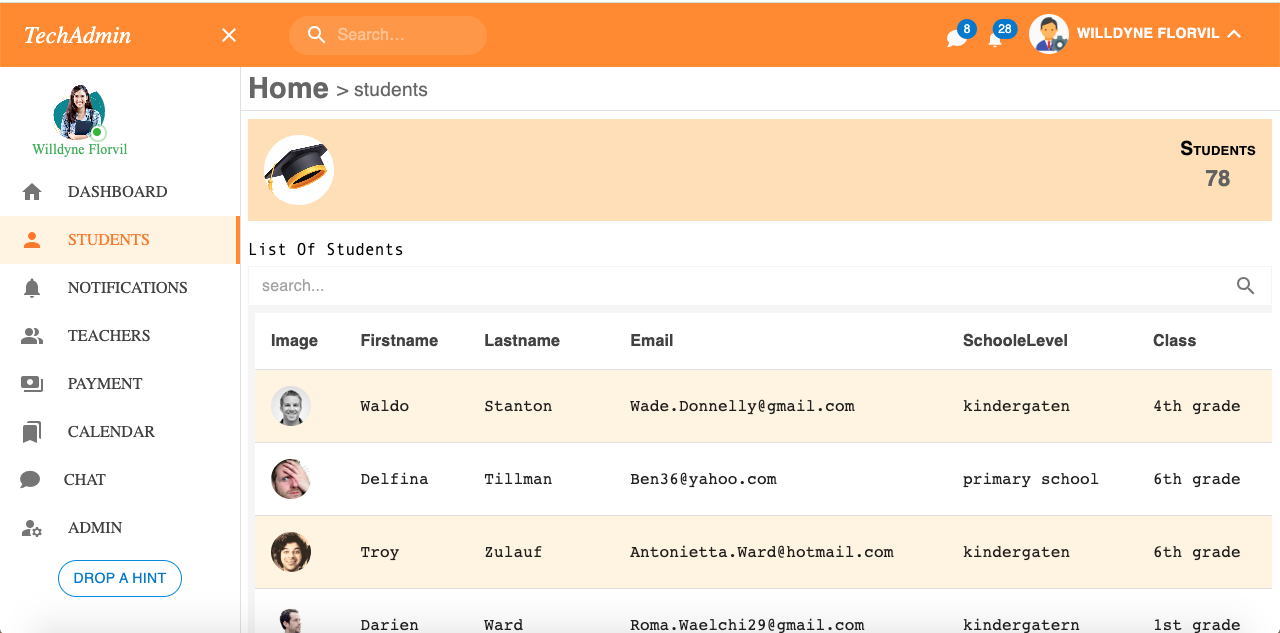 TechAdmin
Search...
8
28
WILLDYNE FLORVIL
Willdyne Florvil
DASHBOARD
STUDENTS
NOTIFICATIONS
TEACHERS
PAYMENT
CALENDAR
CHAT
ADMIN
DROP A HINT
Home > students
Students
78
List Of Students
search...
Image Firstname Lastname Email SchooleLevel Class
Waldo Stanton Wade.Donnelly@gmail.com kindergaten 4th grade
Delfina Tillman Ben36@yahoo.com primary school 6th grade
Troy Zulauf Antonietta.Ward@hotmail.com kindergaten 6th grade
Darien Ward Roma.Waelchi29@gmail.com kindergatern 1st grade